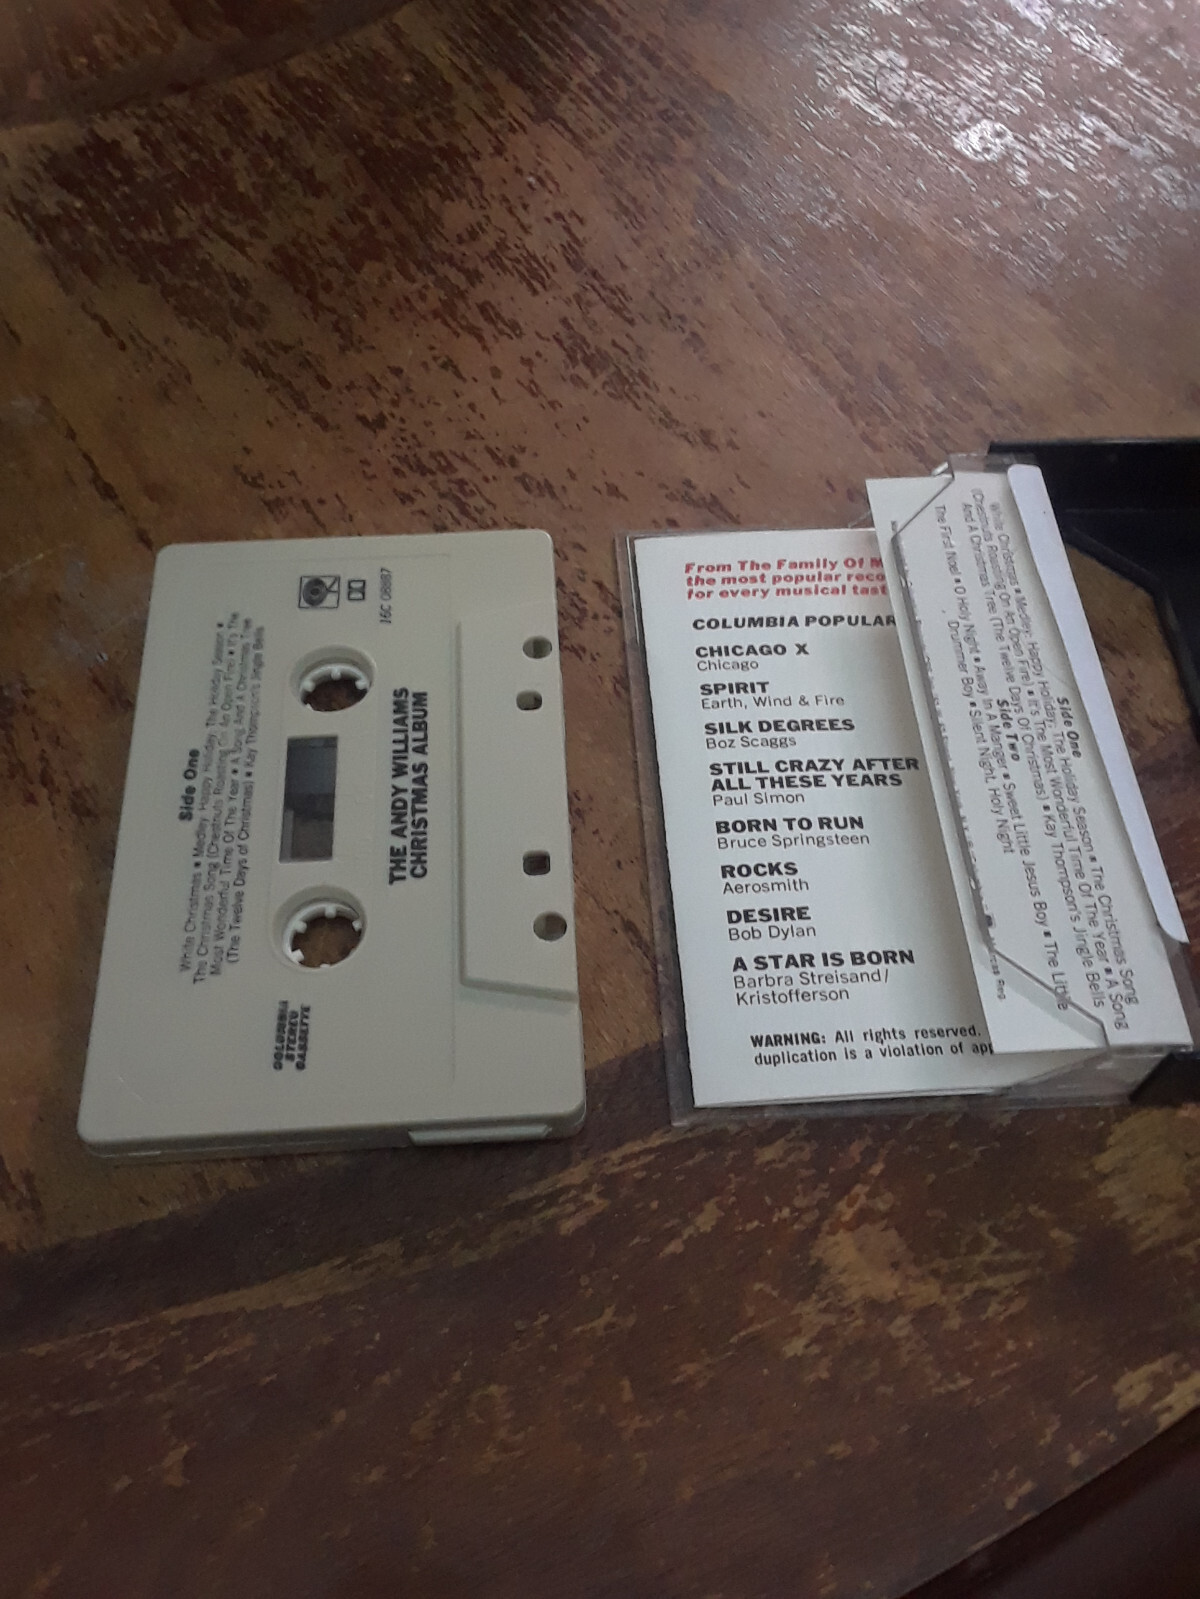 16C 08887
THE ANDY WILLIAMS
CHRISTMAS ALBUM
Side One
White Christmas ■ Medley: Happy Holiday, The Holiday Season ■
The Christmas Song (Chestnuts Roasting On An Open Fire) ■ It's The
Most Wonderful Time Of The Year ■ A Song And A Christmas Tree
(The Twelve Days of Christmas) ■ Kay Thompson's Jingle Bells
COLUMBIA
STEREO
CASSETTE
From The Family Of
the most popular
for every musical
COLUMBIA POPULAR
CHICAGO X
Chicago
SPIRIT
Earth, Wind & Fire
SILK DEGREES
Boz Scaggs
STILL CRAZY AFTER
ALL THESE YEARS
Paul Simon
BORN TO RUN
Bruce Springsteen
ROCKS
Aerosmith
DESIRE
Bob Dylan
A STAR IS BORN
Barbra Streisand/
Kristofferson
WARNING: All rights reserved.
duplication is a violation of
Side One
White Christmas ■ Medley: Happy Holiday, The Holiday Season ■ The Christmas Song
(Chestnuts Roasting On An Open Fire) ■ It's The Most Wonderful Time Of The Year ■ A Song
And A Christmas Tree (The Twelve Days Of Christmas) ■ Kay Thompson's Jingle Bells
Side Two
The First Noel ■ O Holy Night ■ Away In A Manger ■ Sweet Little Jesus Boy ■ The Little
Drummer Boy ■ Silent Night, Holy Night